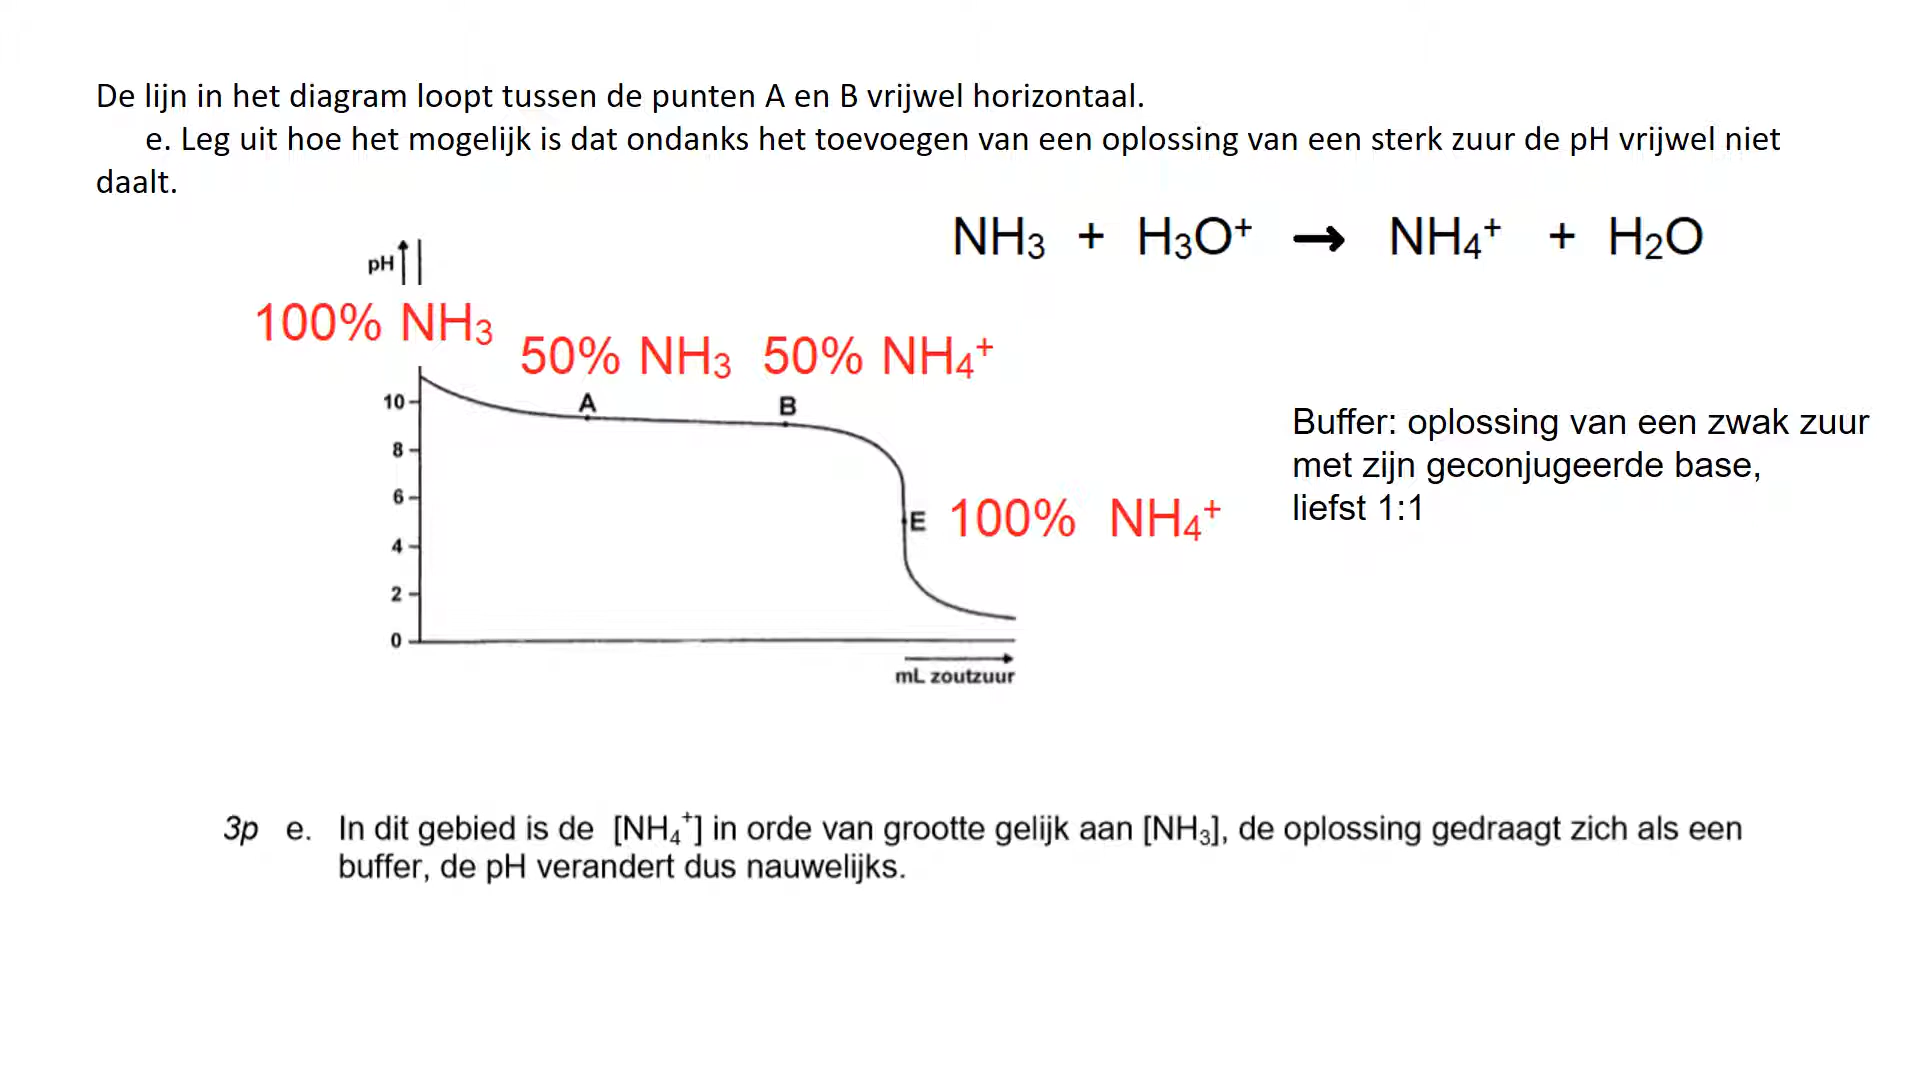 De lijn in het diagram loopt tussen de punten A en B vrijwel horizontaal.
e. Leg uit hoe het mogelijk is dat ondanks het toevoegen van een oplossing van een sterk zuur de pH vrijwel niet
daalt.
NH₃ + H₃O⁺ → NH₄⁺ + H₂O
pH
100% NH₃
50% NH₃ 50% NH₄⁺
A
B
10
8
6
4
2
0
E
100% NH₄⁺
mL zoutzuur
Buffer: oplossing van een zwak zuur
met zijn geconjugeerde base,
liefst 1:1
3p e. In dit gebied is de [NH₄⁺] in orde van grootte gelijk aan [NH₃], de oplossing gedraagt zich als een
buffer, de pH verandert dus nauwelijks.